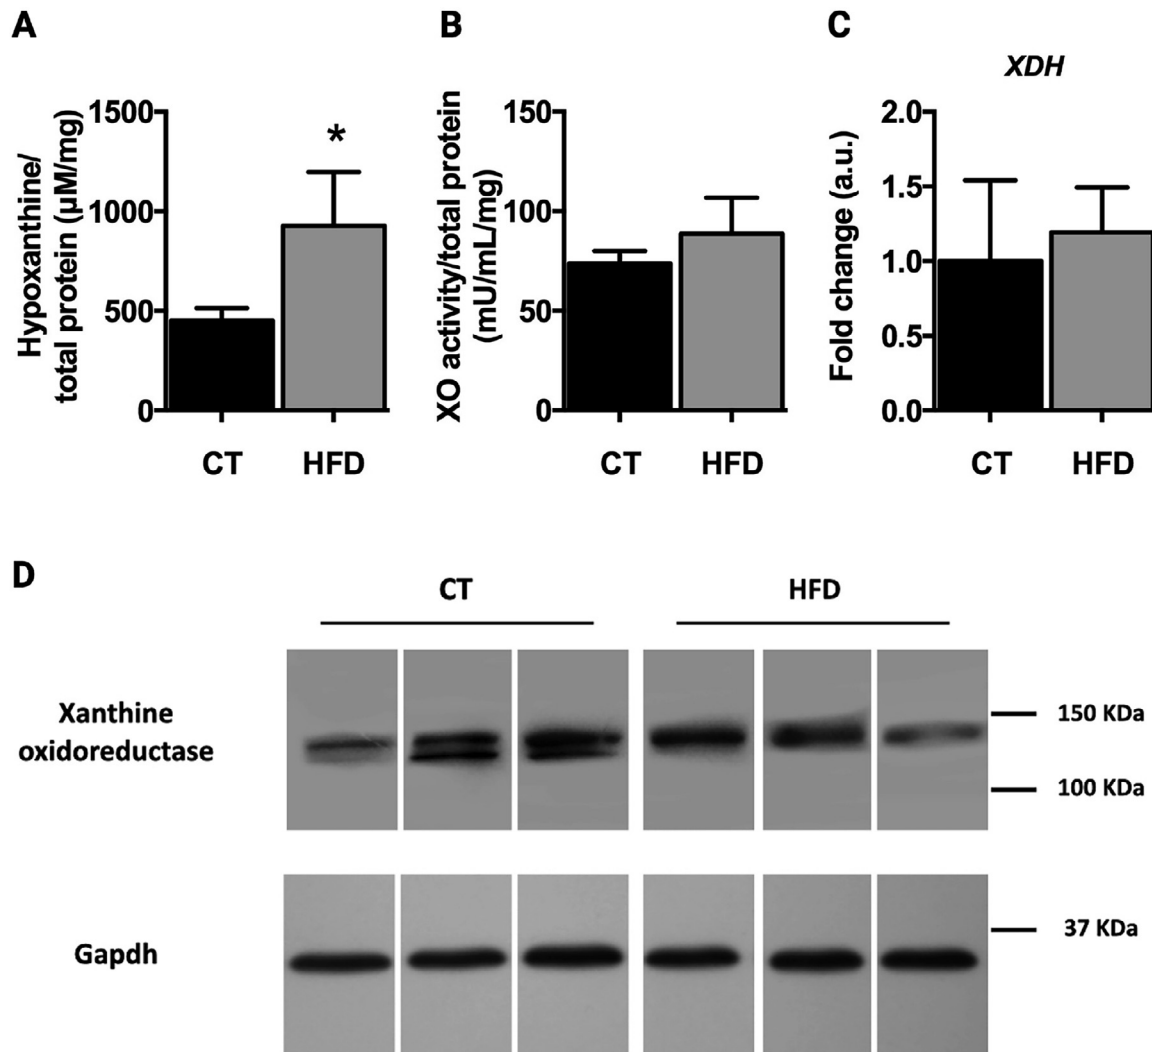 A
Hypoxanthine/
total protein (µM/mg)
1500
1000
500
0
*
CT
HFD
B
XO activity/total protein
(mU/mL/mg)
150
100
50
0
CT
HFD
C
XDH
Fold change (a.u.)
2.0
1.5
1.0
0.5
0.0
CT
HFD
D
CT
HFD
Xanthine
oxidoreductase
150 KDa
100 KDa
Gapdh
37 KDa